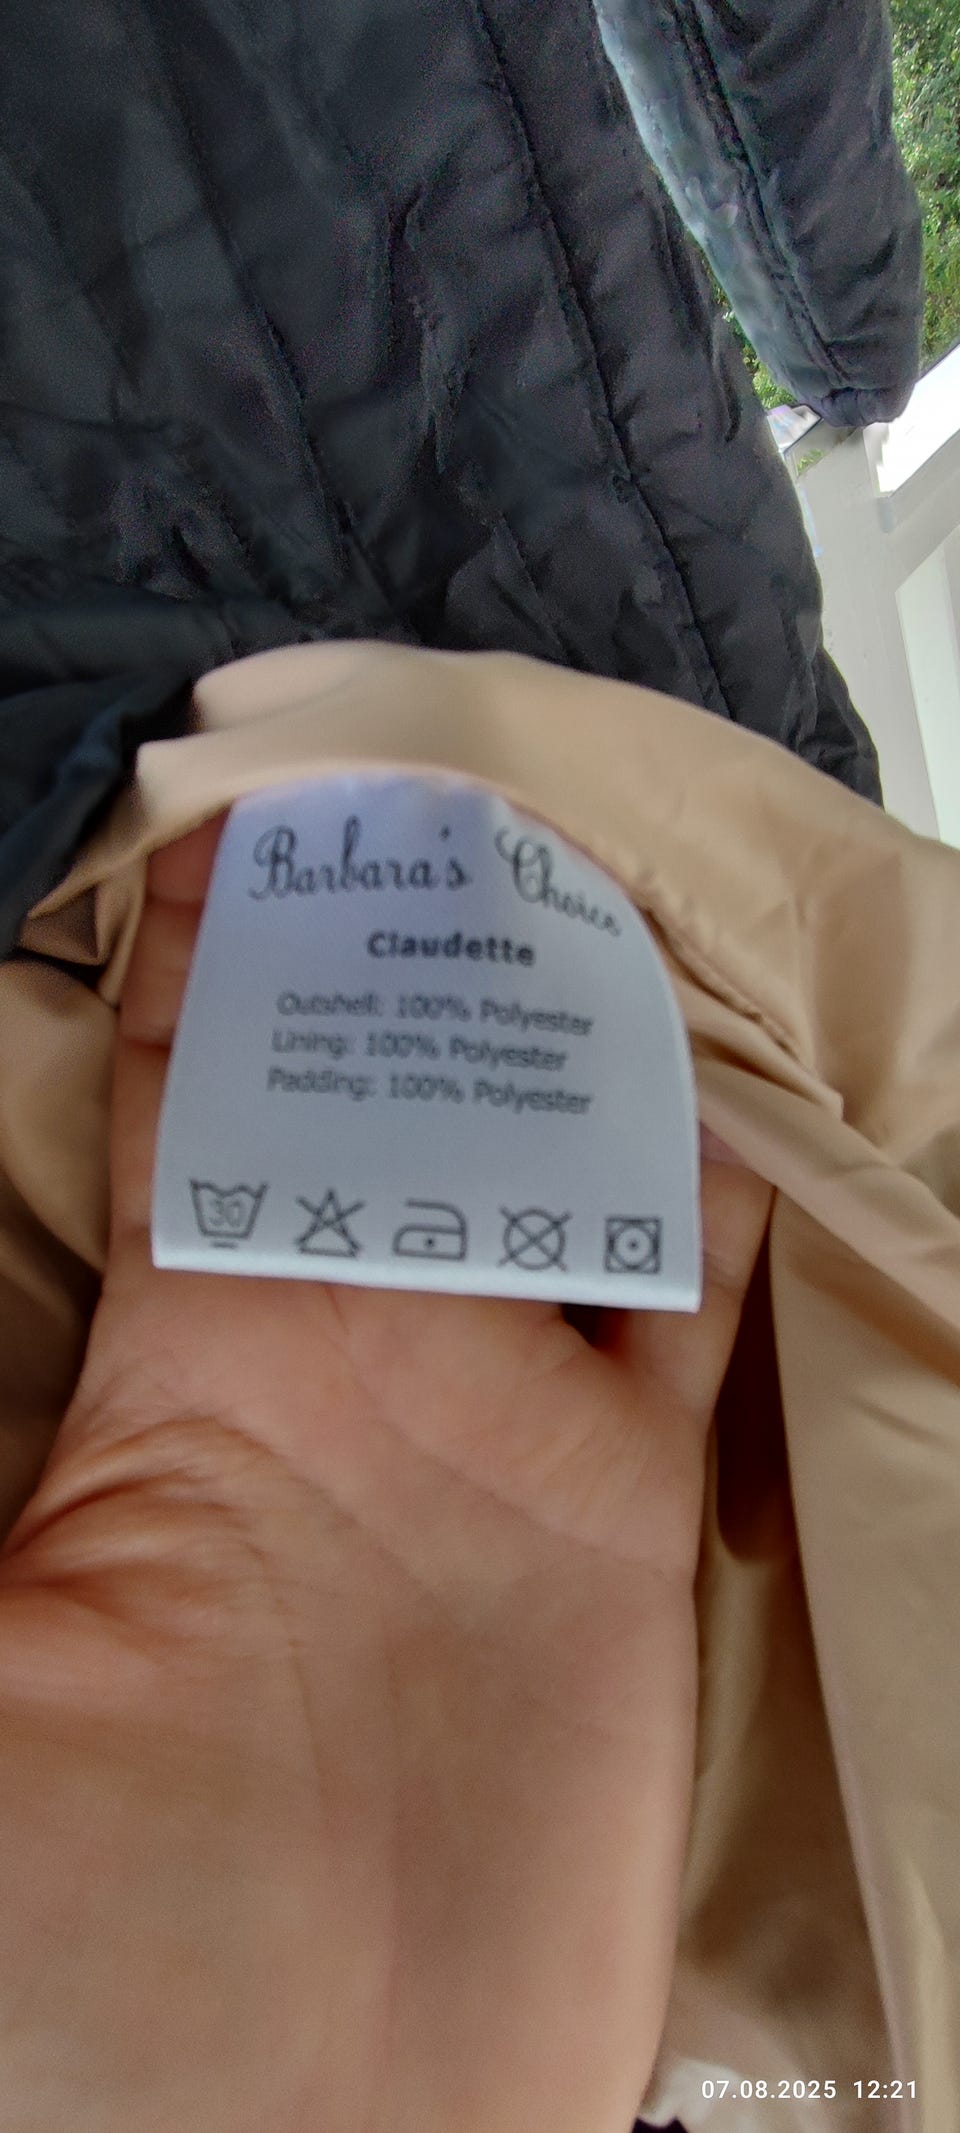 Barbara's Choice
Claudette
Outshell: 100% Polyester
Lining: 100% Polyester
Padding: 100% Polyester
30
07.08.2025 12:21